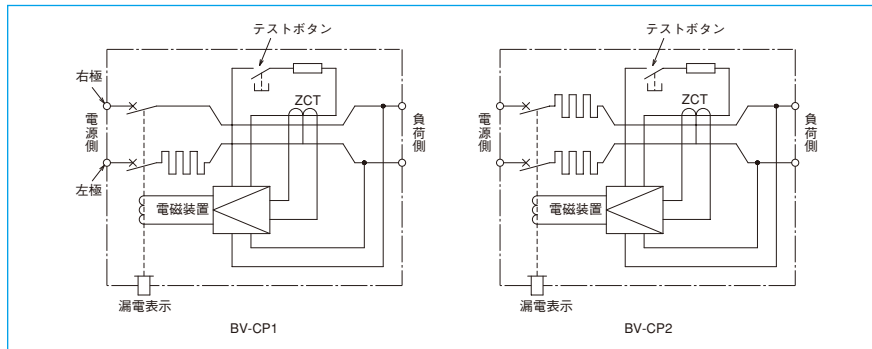 テストボタン
右極
電源側
左極
ZCT
負荷側
電磁装置
漏電表示
BV-CP1
テストボタン
電源側
ZCT
負荷側
電磁装置
漏電表示
BV-CP2